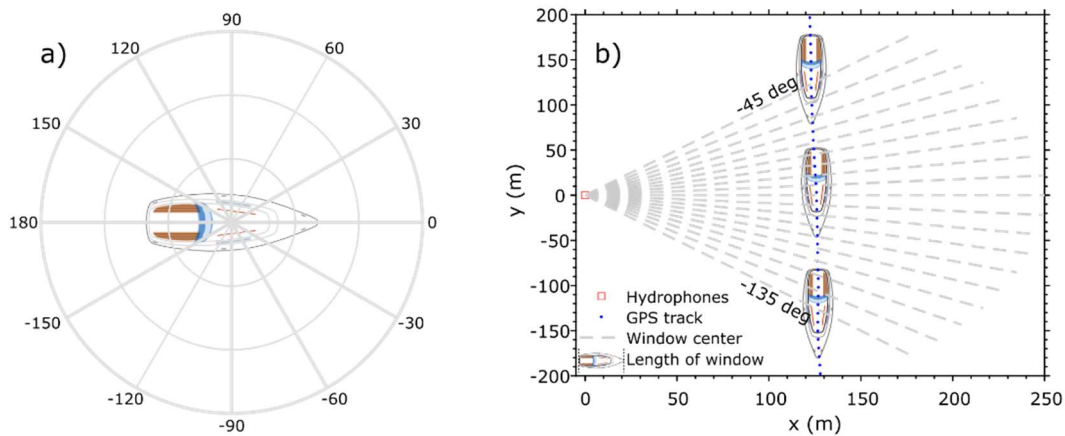 a)
90
120
60
150
30
180
0
-150
-30
-120
-60
-90
b)
200
150
100
50
0
-50
-100
-150
-200
y (m)
-45 deg
-135 deg
Hydrophones
GPS track
Window center
Length of window
0
50
100
150
200
250
x (m)